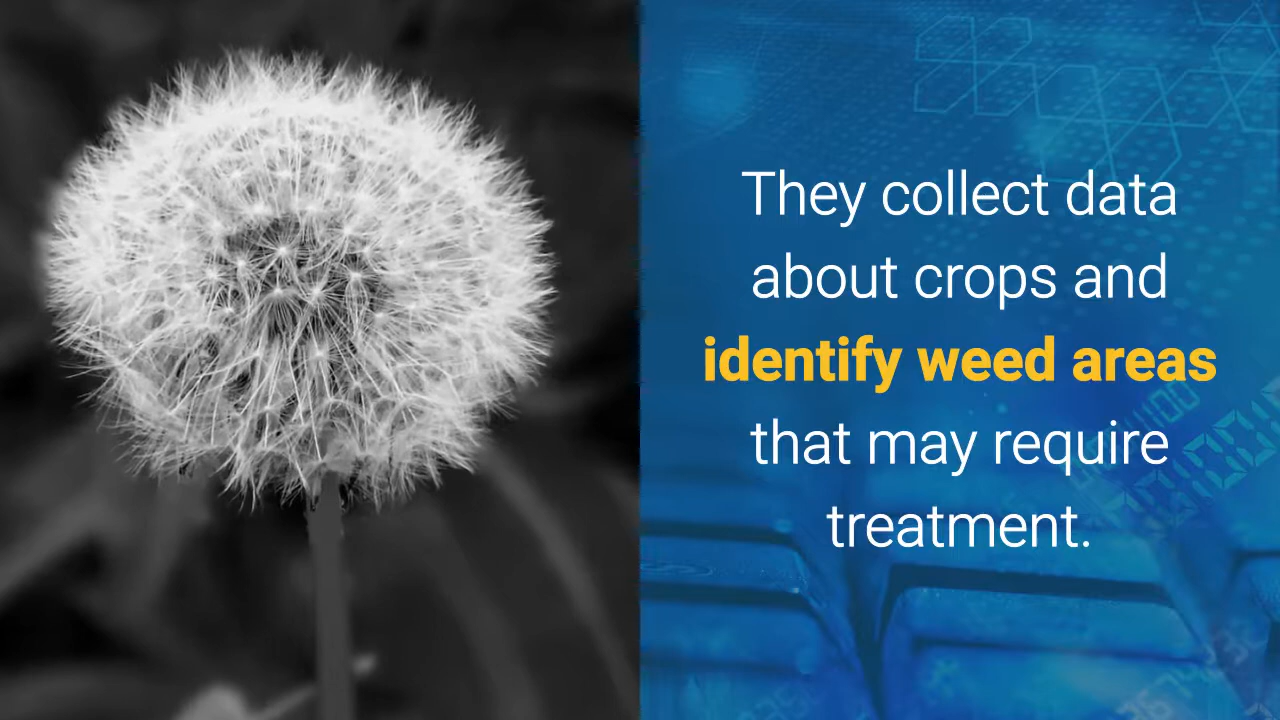 They collect data
about crops and
identify weed areas
that may require
treatment.